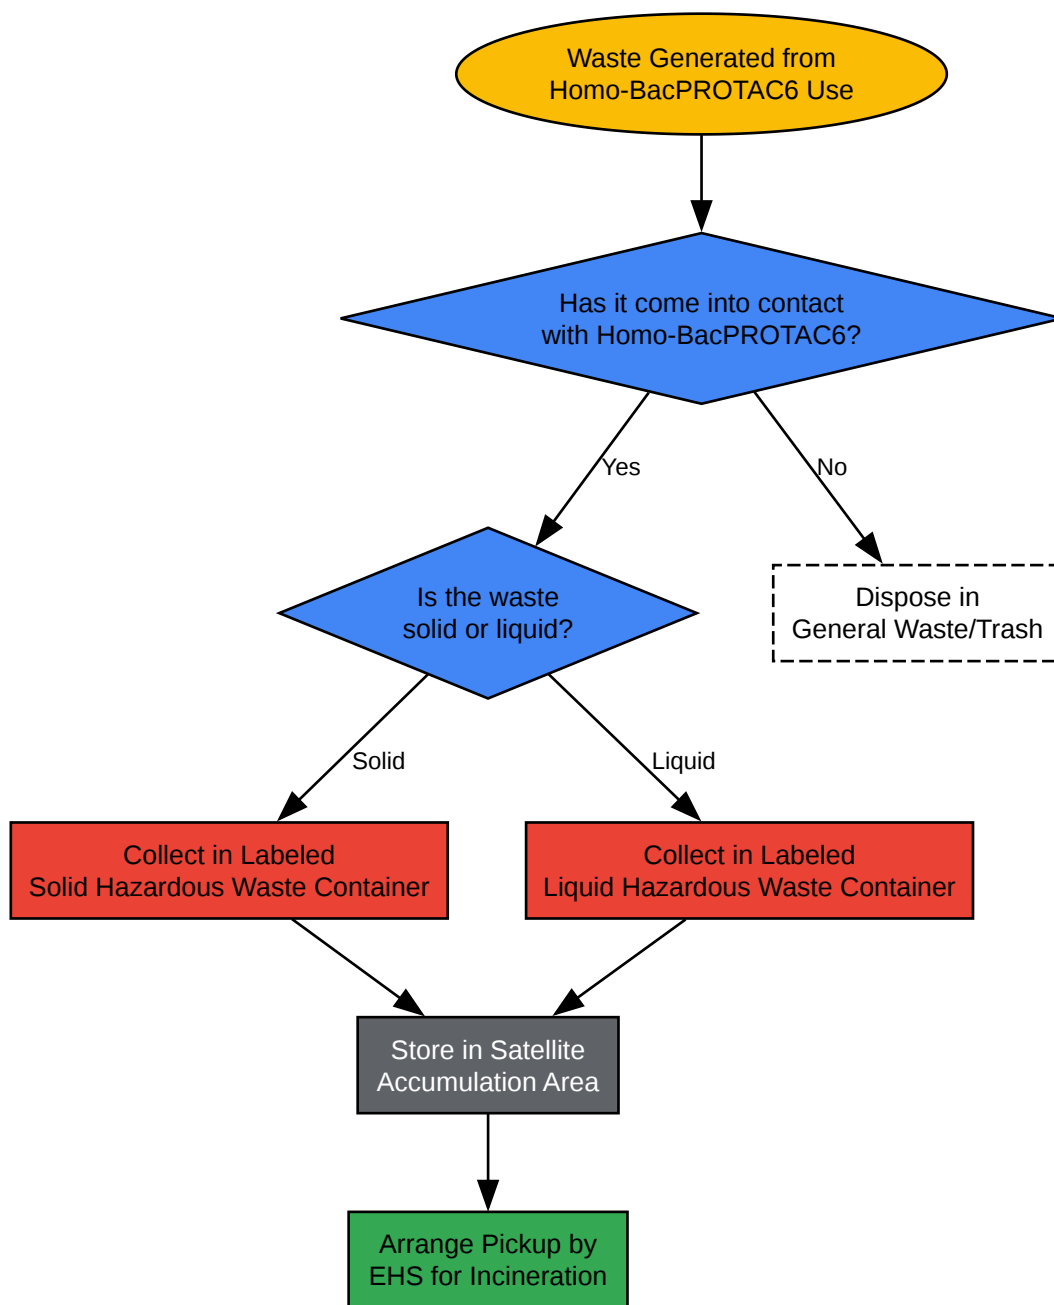 Waste Generated from
Homo-BacPROTAC6 Use
Has it come into contact
with Homo-BacPROTAC6?
Yes
No
Is the waste
solid or liquid?
Dispose in
General Waste/Trash
Solid
Liquid
Collect in Labeled
Solid Hazardous Waste Container
Collect in Labeled
Liquid Hazardous Waste Container
Store in Satellite
Accumulation Area
Arrange Pickup by
EHS for Incineration